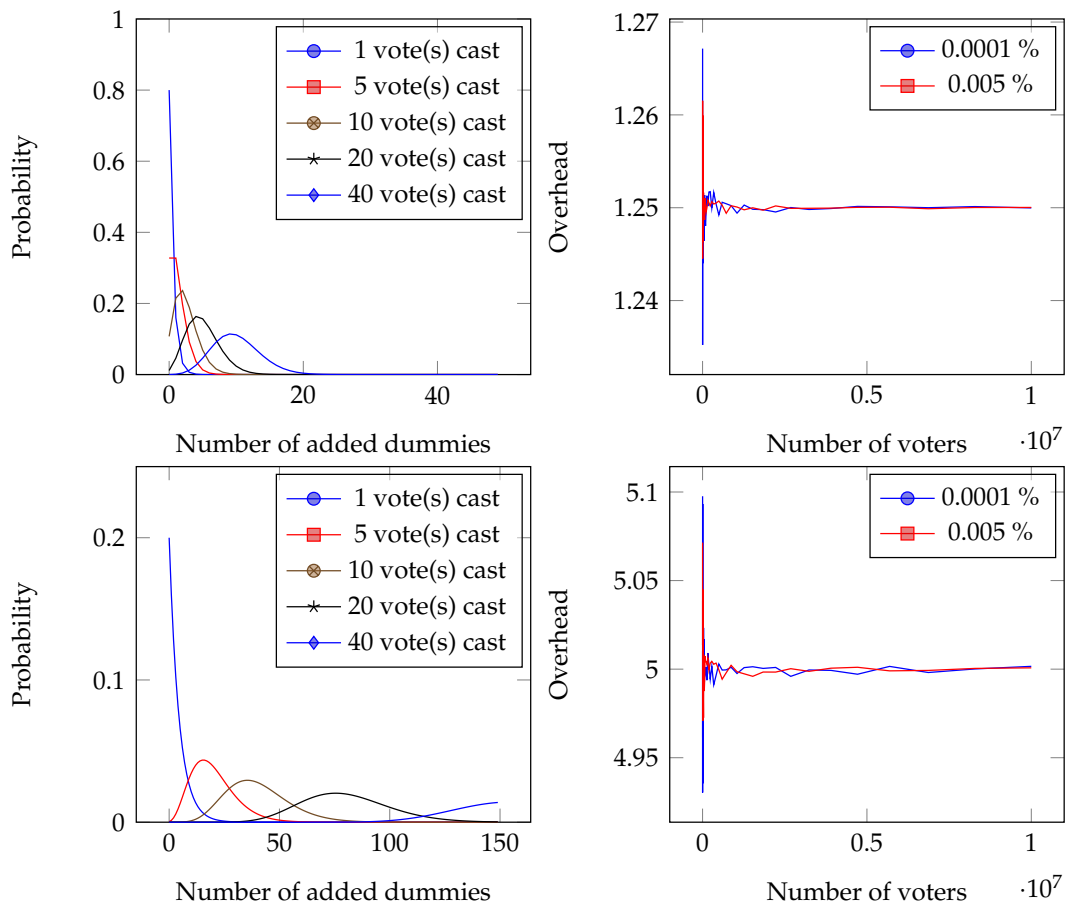 Probability
1
0.8
0.6
0.4
0.2
0
0
20
40
Number of added dummies
1 vote(s) cast
5 vote(s) cast
10 vote(s) cast
20 vote(s) cast
40 vote(s) cast
Overhead
1.27
1.26
1.25
1.24
0
0.5
1
·10⁷
Number of voters
0.0001 %
0.005 %
Probability
0.2
0.1
0
0
50
100
150
Number of added dummies
1 vote(s) cast
5 vote(s) cast
10 vote(s) cast
20 vote(s) cast
40 vote(s) cast
Overhead
5.1
5.05
5
4.95
0
0.5
1
·10⁷
Number of voters
0.0001 %
0.005 %